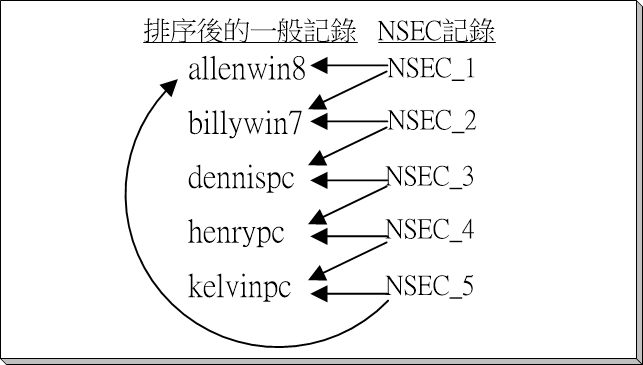 排序後的一般記錄 NSEC記錄
allenwin8 NSEC_1
billywin7 NSEC_2
dennispc NSEC_3
henrypc NSEC_4
kelvinpc NSEC_5